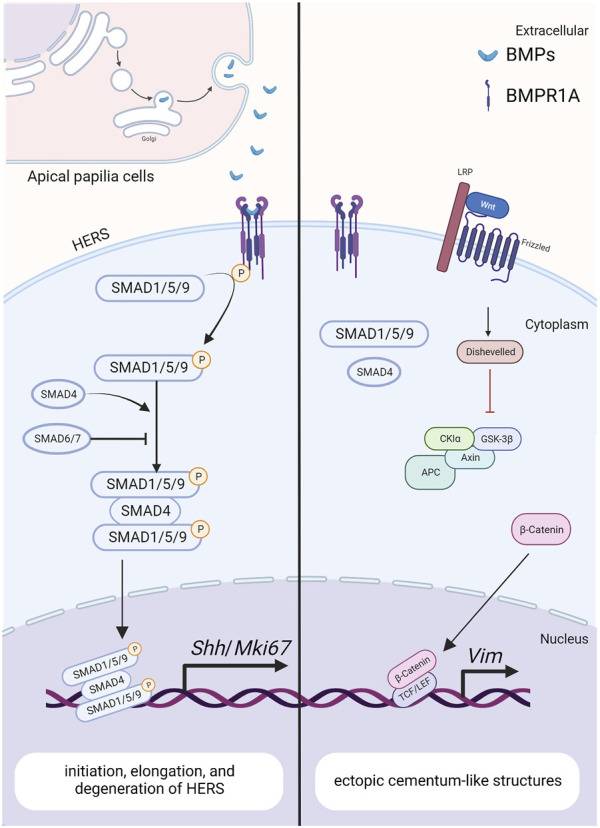 Extracellular
BMPs
BMPR1A
Golgi
Apical papilia cells
HERS
P
SMAD1/5/9
SMAD1/5/9
P
SMAD4
SMAD6/7
SMAD1/5/9
P
SMAD4
SMAD1/5/9
P
Shh/Mki67
SMAD1/5/9
P
SMAD4
SMAD1/5/9
P
initiation, elongation, and
degeneration of HERS
LRP
Wnt
Frizzled
Cytoplasm
SMAD1/5/9
SMAD4
Dishevelled
CKIα
GSK-3β
Axin
APC
β-Catenin
Nucleus
Vim
β-Catenin
TCF/LEF
ectopic cementum-like structures